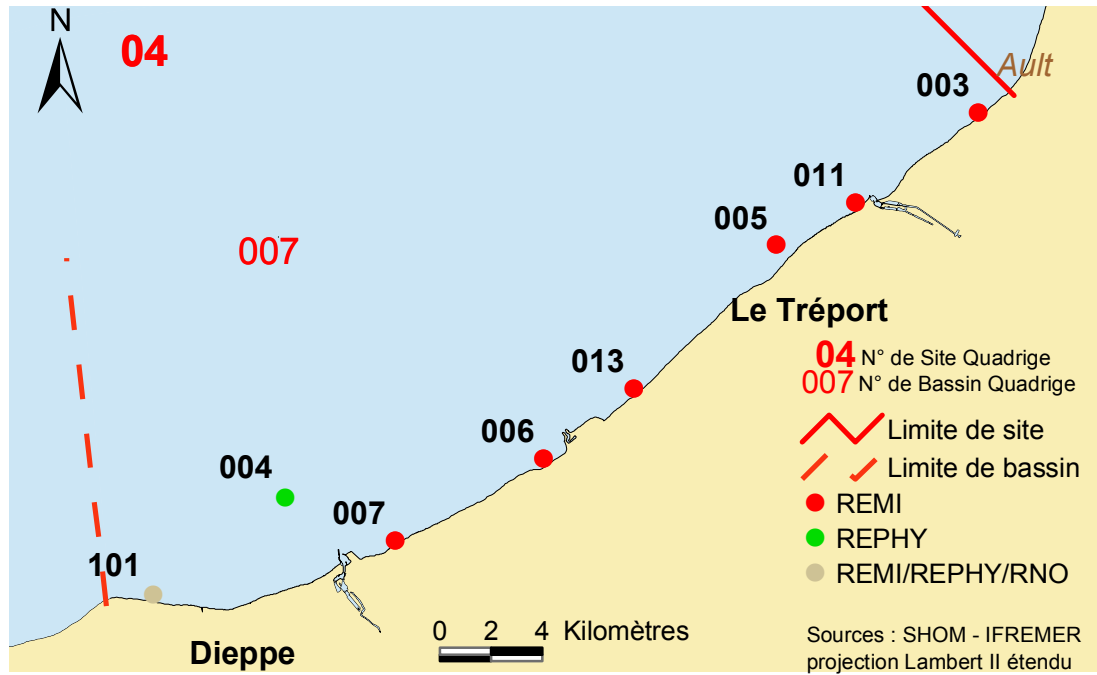 N
04
Ault
003
011
005
007
Le Tréport
04 N° de Site Quadrige
007 N° de Bassin Quadrige
013
Limite de site
006
Limite de bassin
004
REMI
007
REPHY
101
REMI/REPHY/RNO
0 2 4 Kilomètres
Dieppe
Sources : SHOM - IFREMER
projection Lambert II étendu